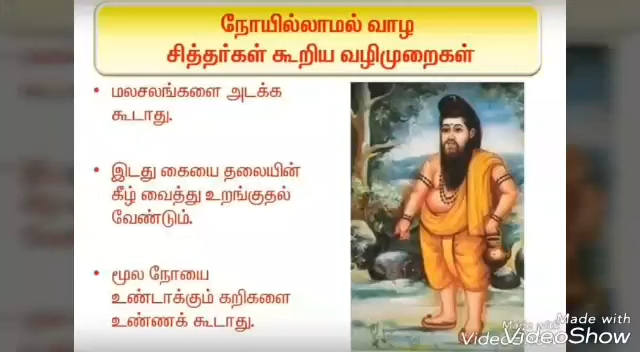 நோயில்லாமல் வாழ
சித்தர்கள் கூறிய வழிமுறைகள்
• மலசலங்களை அடக்க
கூடாது.
• இடது கையை தலையின்
கீழ் வைத்து உறங்குதல்
வேண்டும்.
• மூல நோயை
உண்டாக்கும் கறிகளை
உண்ணக் கூடாது.
Made with
VideoShow